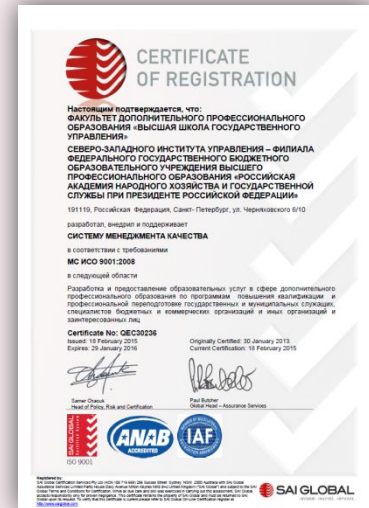 CERTIFICATE
OF REGISTRATION
Настоящим подтверждается, что:
ФАКУЛЬТЕТ ДОПОЛНИТЕЛЬНОГО ПРОФЕССИОНАЛЬНОГО
ОБРАЗОВАНИЯ «ВЫСШАЯ ШКОЛА ГОСУДАРСТВЕННОГО
УПРАВЛЕНИЯ»
СЕВЕРО-ЗАПАДНОГО ИНСТИТУТА УПРАВЛЕНИЯ – ФИЛИАЛА
ФЕДЕРАЛЬНОГО ГОСУДАРСТВЕННОГО БЮДЖЕТНОГО
ОБРАЗОВАТЕЛЬНОГО УЧРЕЖДЕНИЯ ВЫСШЕГО
ПРОФЕССИОНАЛЬНОГО ОБРАЗОВАНИЯ «РОССИЙСКАЯ
АКАДЕМИЯ НАРОДНОГО ХОЗЯЙСТВА И ГОСУДАРСТВЕННОЙ
СЛУЖБЫ ПРИ ПРЕЗИДЕНТЕ РОССИЙСКОЙ ФЕДЕРАЦИИ»
191119, Российская Федерация, Санкт- Петербург, ул. Черняховского 6/10
разработал, внедрил и поддерживает
СИСТЕМУ МЕНЕДЖМЕНТА КАЧЕСТВА
в соответствии с требованиями
МС ИСО 9001:2008
в следующей области
Разработка и предоставление образовательных услуг в сфере дополнительного
профессионального образования по программам повышения квалификации и
профессиональной переподготовке государственных и муниципальных служащих,
специалистов бюджетных и коммерческих организаций и иных организаций и
заинтересованных лиц
Certificate No: QEC30236
Issued: 18 February 2015 Originally Certified: 30 January 2013
Expires: 29 January 2016 Current Certification: 18 February 2015
Samer Chaouk Paul Butcher
Head of Policy, Risk and Certification Global Head – Assurance Services
SAI GLOBAL
ISO 9001
ANAB
ACCREDITED
IAF
Registered by:
SAI GLOBAL